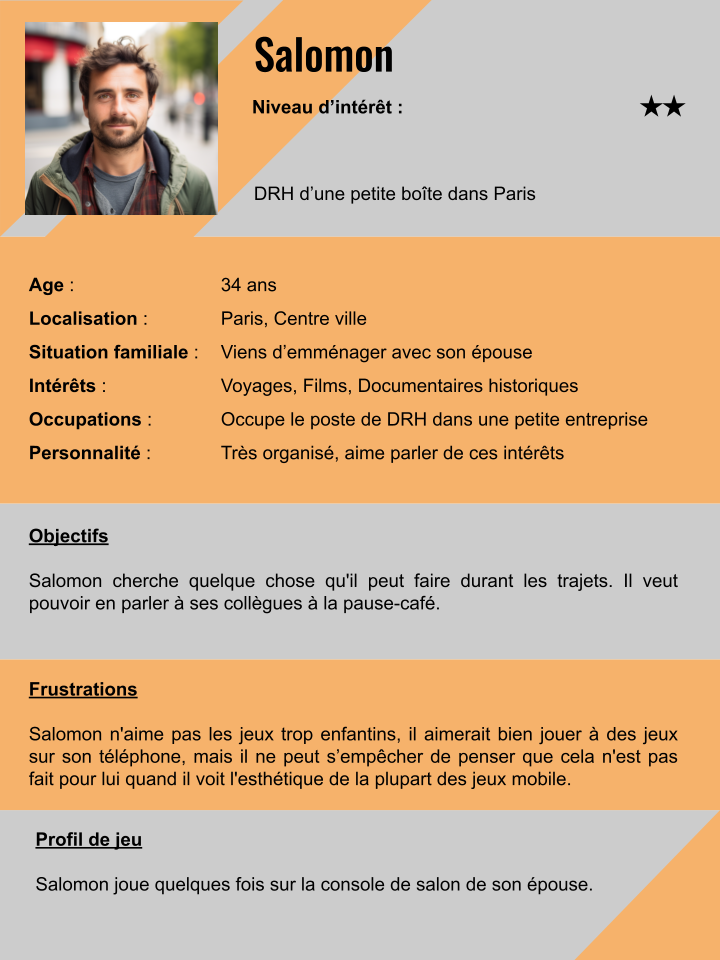 Salomon
Niveau d’intérêt : ★★
DRH d’une petite boîte dans Paris
Age : 34 ans
Localisation : Paris, Centre ville
Situation familiale : Viens d’emménager avec son épouse
Intérêts : Voyages, Films, Documentaires historiques
Occupations : Occupe le poste de DRH dans une petite entreprise
Personnalité : Très organisé, aime parler de ces intérêts
Objectifs
Salomon cherche quelque chose qu'il peut faire durant les trajets. Il veut
pouvoir en parler à ses collègues à la pause-café.
Frustrations
Salomon n'aime pas les jeux trop enfantins, il aimerait bien jouer à des jeux
sur son téléphone, mais il ne peut s’empêcher de penser que cela n'est pas
fait pour lui quand il voit l'esthétique de la plupart des jeux mobile.
Profil de jeu
Salomon joue quelques fois sur la console de salon de son épouse.